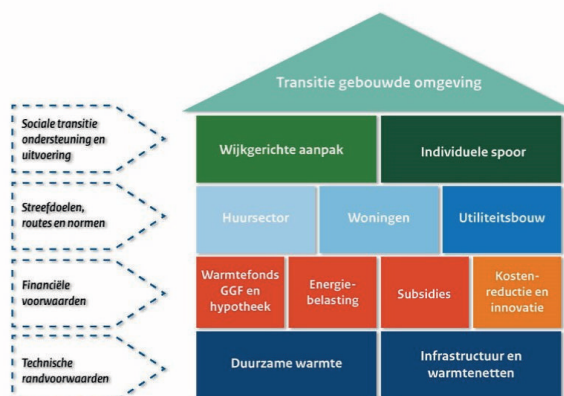 Transitie gebouwde omgeving
Sociale transitie
ondersteuning en
uitvoering
Wijkgerichte aanpak
Individuele spoor
Streefdoelen,
routes en normen
Huursector
Woningen
Utiliteitsbouw
Financiële
voorwaarden
Warmtefonds
GGF en
hypotheek
Energie-
belasting
Subsidies
Kosten-
reductie en
innovatie
Technische
randvoorwaarden
Duurzame warmte
Infrastructuur en
warmtenetten